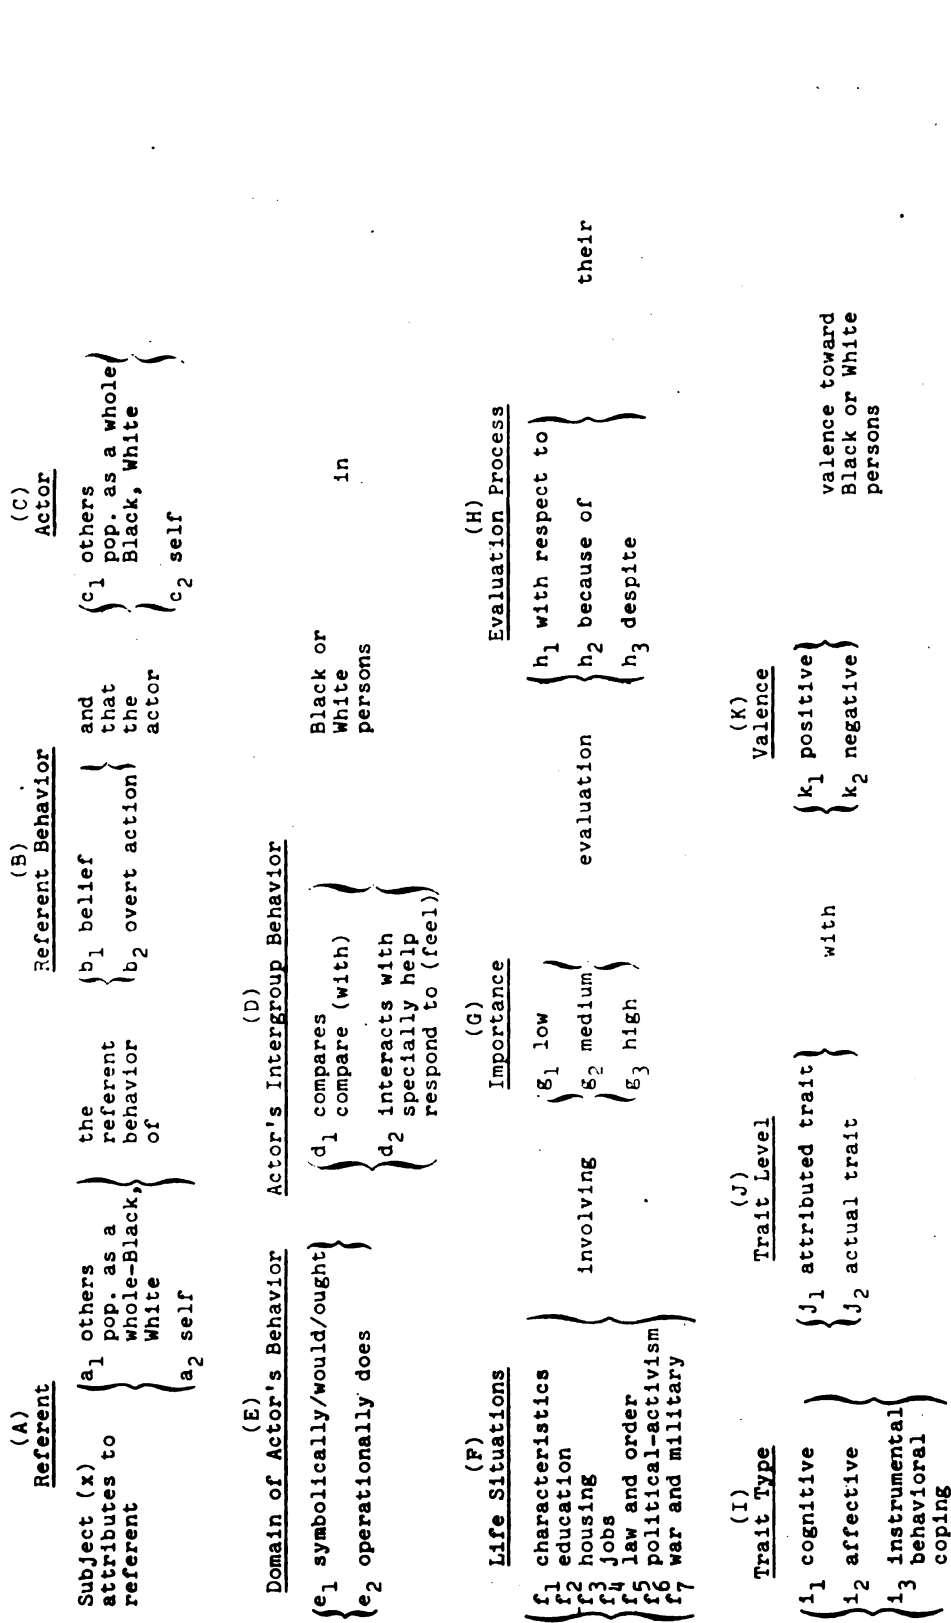 (A)
Referent
(B)
Referent Behavior
(C)
Actor
Subject (x)
attributes to
referent
a1 others
pop. as a
whole-Black,
White
a2 self
the
referent
behavior
of
b1 belief
b2 overt action
and
that
the
actor
c1 others
pop. as a whole
Black, White
c2 self
(E)
Domain of Actor's Behavior
(D)
Actor's Intergroup Behavior
e1 symbolically/would/ought
e2 operationally does
d1 compares
compare (with)
d2 interacts with
specially help
respond to (feel)
Black or
White
persons
in
(F)
Life Situations
(G)
Importance
(H)
Evaluation Process
f1 characteristics
f2 education
f3 housing
f4 jobs
f5 law and order
f6 political-activism
f7 war and military
involving
g1 low
g2 medium
g3 high
evaluation
h1 with respect to
h2 because of
h3 despite
their
(I)
Trait Type
(J)
Trait Level
(K)
Valence
i1 cognitive
i2 affective
i3 instrumental
behavioral
coping
j1 attributed trait
j2 actual trait
with
k1 positive
k2 negative
valence toward
Black or White
persons